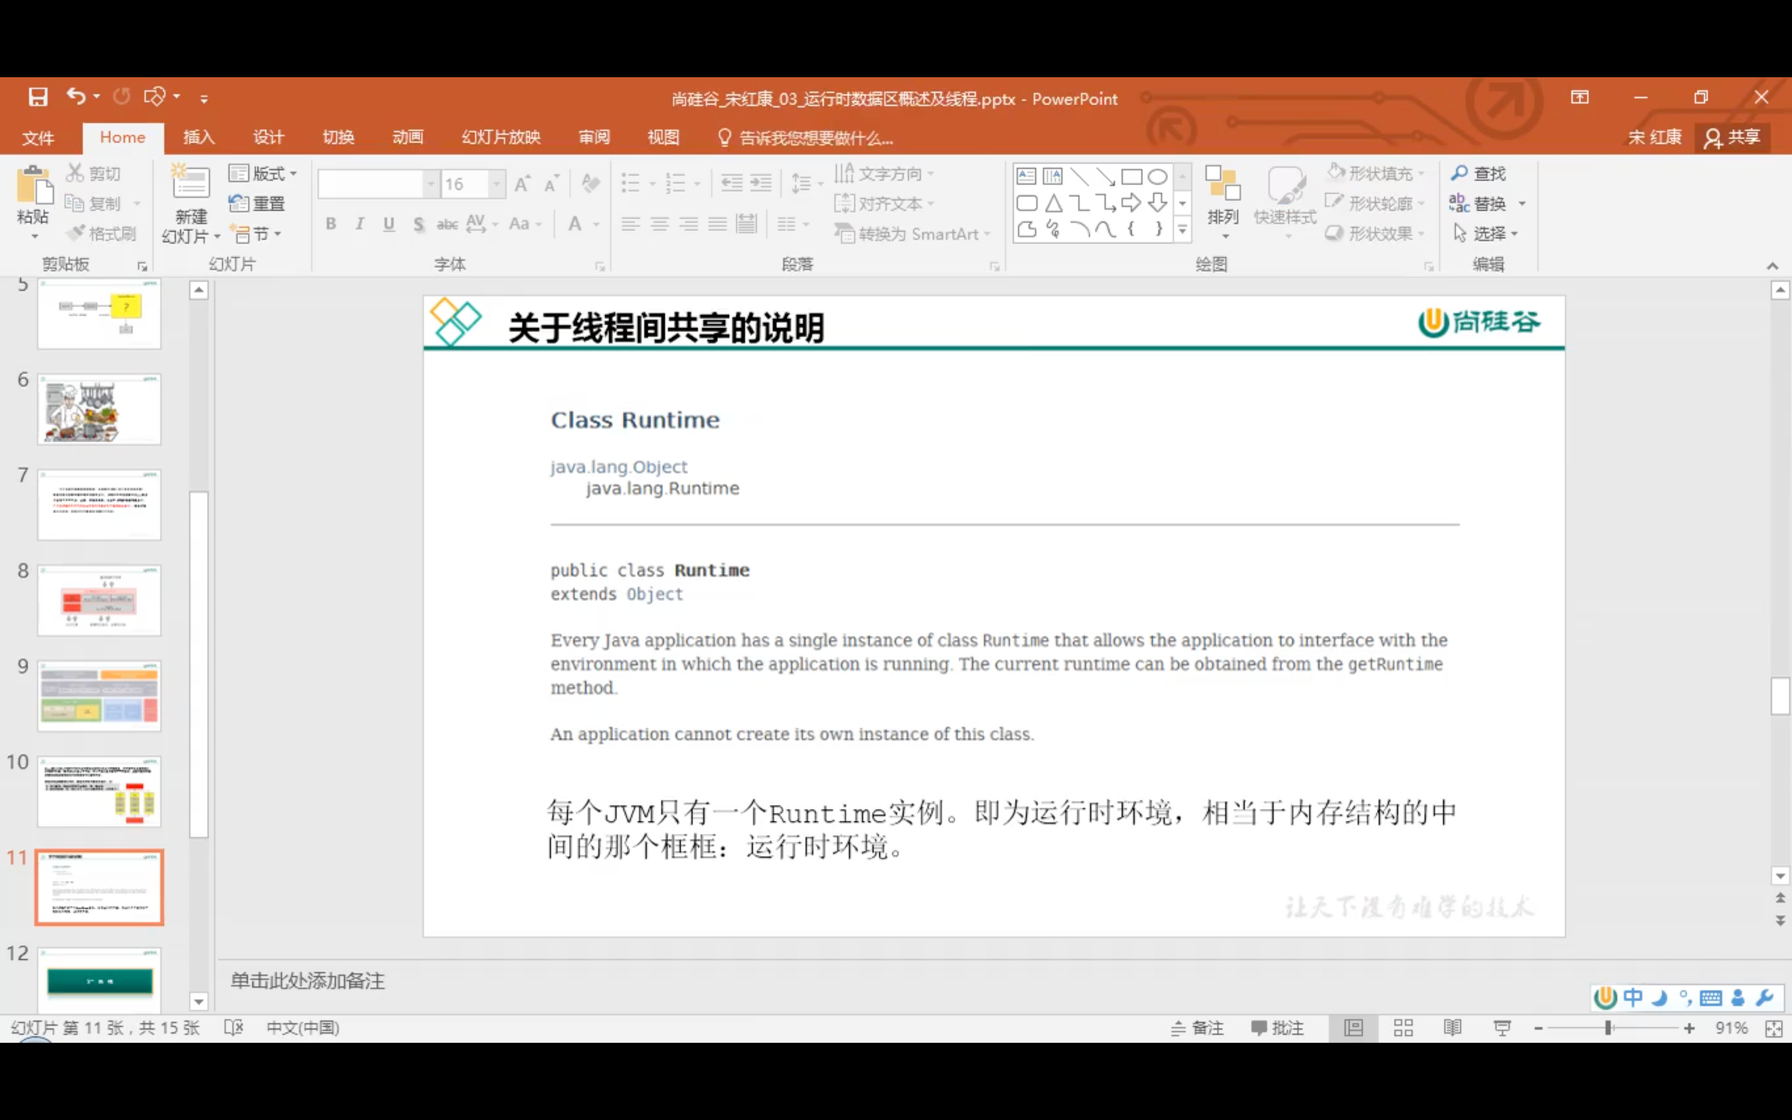 尚硅谷_宋红康_03_运行时数据区概述及线程.pptx - PowerPoint
文件 Home 插入 设计 切换 动画 幻灯片放映 审阅 视图 告诉我您想要做什么... 宋 红康 共享
粘贴 剪切 复制 格式刷 剪贴板
新建 幻灯片 版式 重置 节 幻灯片
16 B I U S abc AV Aa A 字体
文字方向 对齐文本 转换为 SmartArt 段落
排列 快速样式 形状填充 形状轮廓 形状效果 绘图
查找 替换 选择 编辑
5
6
7
8
9
10
11
12
关于线程间共享的说明
尚硅谷
Class Runtime
java.lang.Object
java.lang.Runtime
public class Runtime
extends Object
Every Java application has a single instance of class Runtime that allows the application to interface with the
environment in which the application is running. The current runtime can be obtained from the getRuntime
method.
An application cannot create its own instance of this class.
每个JVM只有一个Runtime实例。即为运行时环境，相当于内存结构的中
间的那个框框：运行时环境。
让天下没有难学的技术
单击此处添加备注
中
幻灯片 第 11 张，共 15 张 中文(中国) 备注 批注 91%